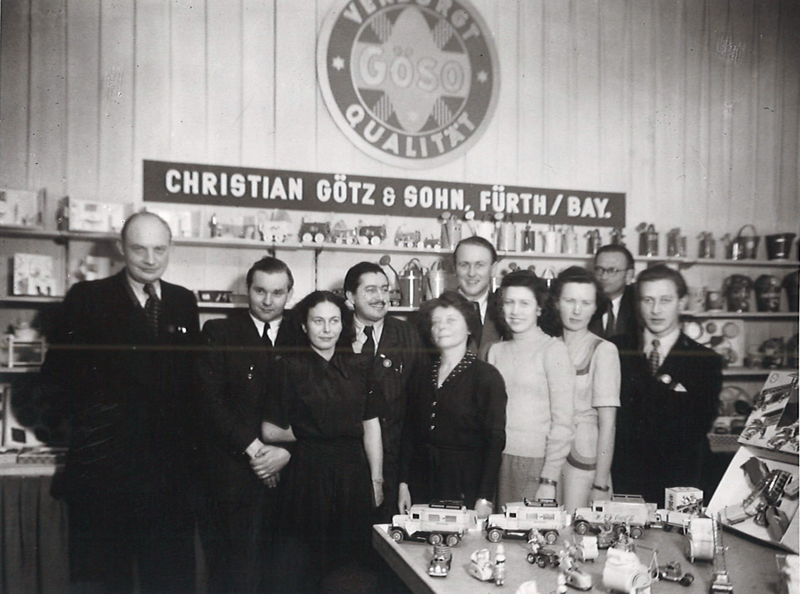 VERBÜRGT
GÖSO
QUALITÄT
CHRISTIAN GÖTZ & SOHN, FÜRTH/BAY.